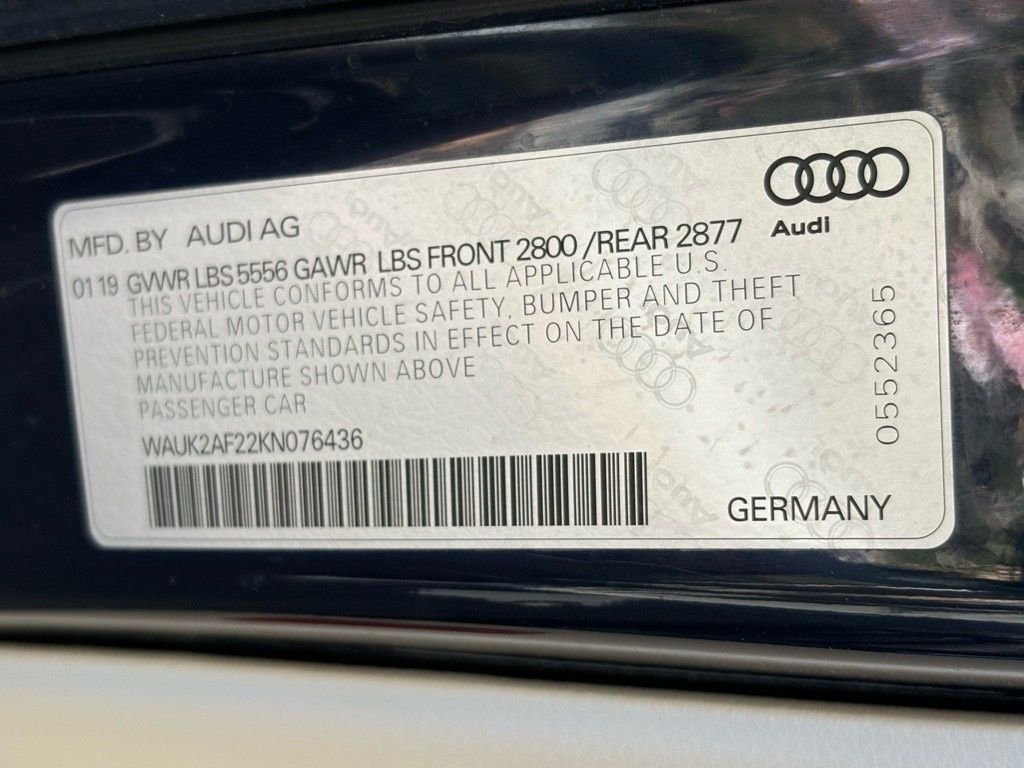 Audi
MFD. BY AUDI AG
01 19 GVWR LBS 5556 GAWR LBS FRONT 2800 /REAR 2877
THIS VEHICLE CONFORMS TO ALL APPLICABLE U.S.
FEDERAL MOTOR VEHICLE SAFETY, BUMPER AND THEFT
PREVENTION STANDARDS IN EFFECT ON THE DATE OF
MANUFACTURE SHOWN ABOVE
PASSENGER CAR
WAUK2AF22KN076436
GERMANY
0552365